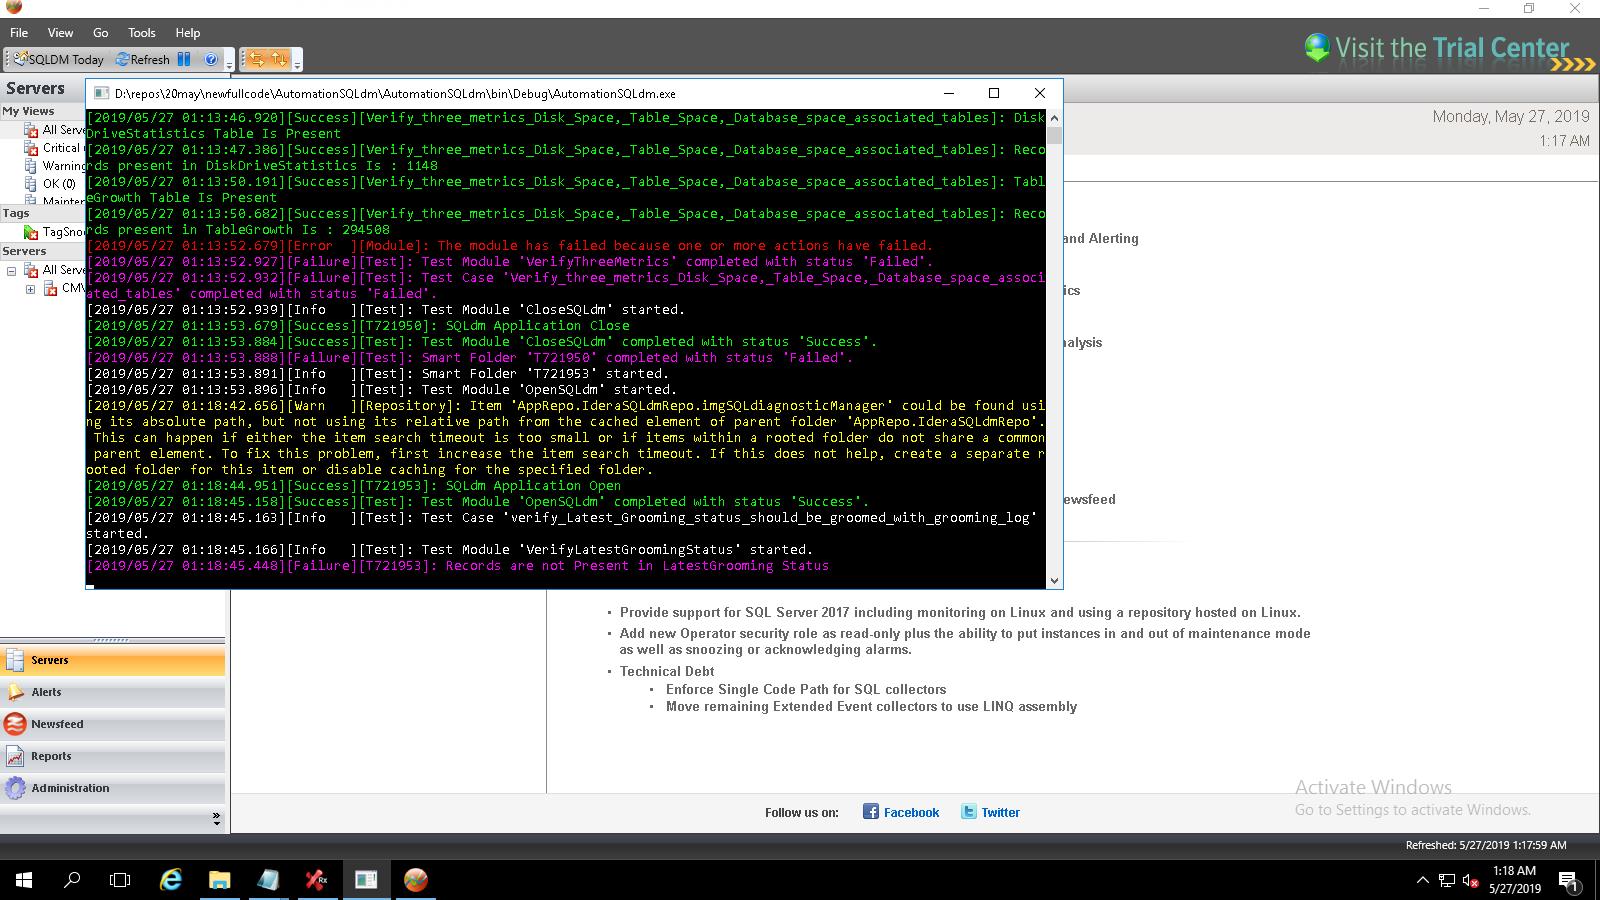 File View Go Tools Help
Visit the Trial Center
SQLDM Today Refresh
Servers
My Views
All Serv
Critical
Warning
OK (0)
Mainten
Tags
TagSno
Servers
All Serve
CMV
Monday, May 27, 2019
1:17 AM
D:\repos\20may\newfullcode\AutomationSQLdm\AutomationSQLdm\bin\Debug\AutomationSQLdm.exe
[2019/05/27 01:13:46.920][Success][Verify_three_metrics_Disk_Space,_Table_Space,_Database_space_associated_tables]: Disk
DriveStatistics Table Is Present
[2019/05/27 01:13:47.386][Success][Verify_three_metrics_Disk_Space,_Table_Space,_Database_space_associated_tables]: Reco
rds present in DiskDriveStatistics Is : 1148
[2019/05/27 01:13:50.191][Success][Verify_three_metrics_Disk_Space,_Table_Space,_Database_space_associated_tables]: Tabl
eGrowth Table Is Present
[2019/05/27 01:13:50.682][Success][Verify_three_metrics_Disk_Space,_Table_Space,_Database_space_associated_tables]: Reco
rds present in TableGrowth Is : 294508
[2019/05/27 01:13:52.679][Error   ][Module]: The module has failed because one or more actions have failed.
[2019/05/27 01:13:52.927][Failure][Test]: Test Module 'VerifyThreeMetrics' completed with status 'Failed'.
[2019/05/27 01:13:52.932][Failure][Test]: Test Case 'Verify_three_metrics_Disk_Space,_Table_Space,_Database_space_associ
ated_tables' completed with status 'Failed'.
[2019/05/27 01:13:52.939][Info   ][Test]: Test Module 'CloseSQLdm' started.
[2019/05/27 01:13:53.679][Success][T721950]: SQLdm Application Close
[2019/05/27 01:13:53.884][Success][Test]: Test Module 'CloseSQLdm' completed with status 'Success'.
[2019/05/27 01:13:53.888][Failure][Test]: Smart Folder 'T721950' completed with status 'Failed'.
[2019/05/27 01:13:53.891][Info   ][Test]: Smart Folder 'T721953' started.
[2019/05/27 01:13:53.896][Info   ][Test]: Test Module 'OpenSQLdm' started.
[2019/05/27 01:18:42.656][Warn   ][Repository]: Item 'AppRepo.IderaSQLdmRepo.imgSQLdiagnosticManager' could be found usi
ng its absolute path, but not using its relative path from the cached element of parent folder 'AppRepo.IderaSQLdmRepo'.
This can happen if either the item search timeout is too small or if items within a rooted folder do not share a common
parent element. To fix this problem, first increase the item search timeout. If this does not help, create a separate r
ooted folder for this item or disable caching for the specified folder.
[2019/05/27 01:18:44.951][Success][T721953]: SQLdm Application Open
[2019/05/27 01:18:45.158][Success][Test]: Test Module 'OpenSQLdm' completed with status 'Success'.
[2019/05/27 01:18:45.163][Info   ][Test]: Test Case 'verify_Latest_Grooming_status_should_be_groomed_with_grooming_log'
started.
[2019/05/27 01:18:45.166][Info   ][Test]: Test Module 'VerifyLatestGroomingStatus' started.
[2019/05/27 01:18:45.448][Failure][T721953]: Records are not Present in LatestGrooming Status
and Alerting
ics
nalysis
ewsfeed
• Provide support for SQL Server 2017 including monitoring on Linux and using a repository hosted on Linux.
• Add new Operator security role as read-only plus the ability to put instances in and out of maintenance mode
as well as snoozing or acknowledging alarms.
• Technical Debt
• Enforce Single Code Path for SQL collectors
• Move remaining Extended Event collectors to use LINQ assembly
Servers
Alerts
Newsfeed
Reports
Administration
Activate Windows
Go to Settings to activate Windows.
Follow us on: Facebook Twitter
Refreshed: 5/27/2019 1:17:59 AM
1:18 AM
5/27/2019
1